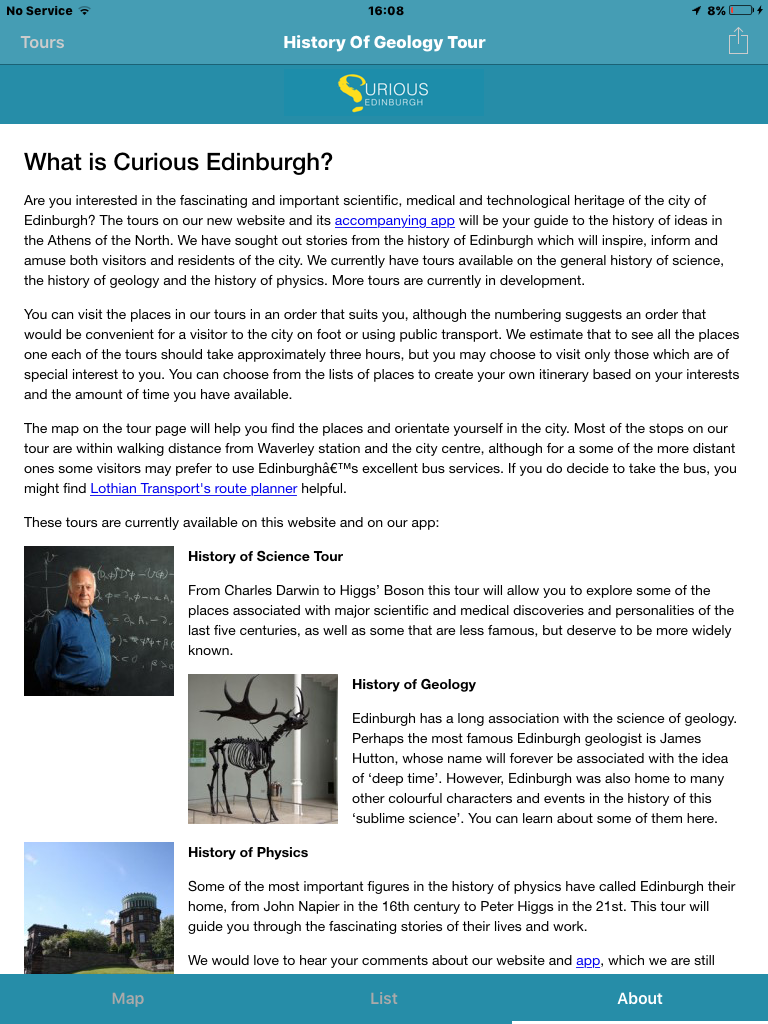 No Service 16:08 8%
Tours History Of Geology Tour
CURIOUS
EDINBURGH
What is Curious Edinburgh?
Are you interested in the fascinating and important scientific, medical and technological heritage of the city of
Edinburgh? The tours on our new website and its accompanying app will be your guide to the history of ideas in
the Athens of the North. We have sought out stories from the history of Edinburgh which will inspire, inform and
amuse both visitors and residents of the city. We currently have tours available on the general history of science,
the history of geology and the history of physics. More tours are currently in development.
You can visit the places in our tours in an order that suits you, although the numbering suggests an order that
would be convenient for a visitor to the city on foot or using public transport. We estimate that to see all the places
one each of the tours should take approximately three hours, but you may choose to visit only those which are of
special interest to you. You can choose from the lists of places to create your own itinerary based on your interests
and the amount of time you have available.
The map on the tour page will help you find the places and orientate yourself in the city. Most of the stops on our
tour are within walking distance from Waverley station and the city centre, although for a some of the more distant
ones some visitors may prefer to use Edinburghâ€™s excellent bus services. If you do decide to take the bus, you
might find Lothian Transport's route planner helpful.
These tours are currently available on this website and on our app:
History of Science Tour
From Charles Darwin to Higgs’ Boson this tour will allow you to explore some of the
places associated with major scientific and medical discoveries and personalities of the
last five centuries, as well as some that are less famous, but deserve to be more widely
known.
History of Geology
Edinburgh has a long association with the science of geology.
Perhaps the most famous Edinburgh geologist is James
Hutton, whose name will forever be associated with the idea
of ‘deep time’. However, Edinburgh was also home to many
other colourful characters and events in the history of this
‘sublime science’. You can learn about some of them here.
History of Physics
Some of the most important figures in the history of physics have called Edinburgh their
home, from John Napier in the 16th century to Peter Higgs in the 21st. This tour will
guide you through the fascinating stories of their lives and work.
We would love to hear your comments about our website and app, which we are still
Map List About